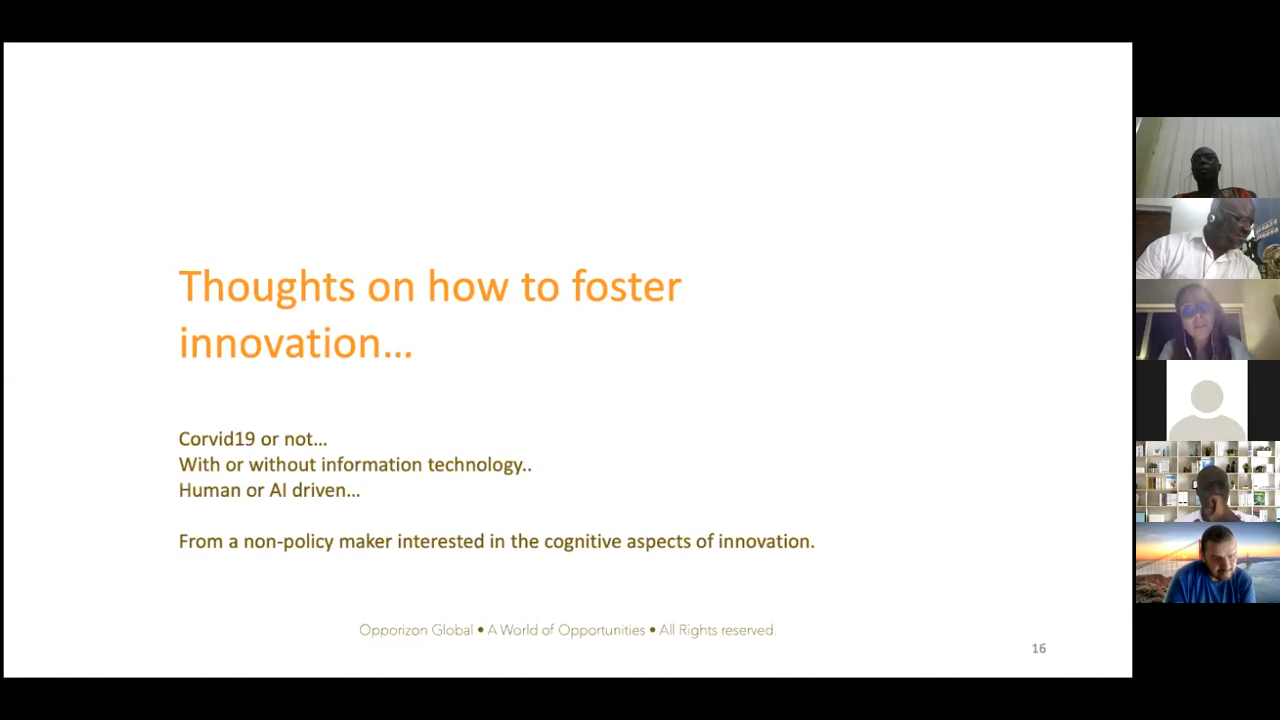 Thoughts on how to foster
innovation...
Corvid19 or not...
With or without information technology..
Human or AI driven...
From a non-policy maker interested in the cognitive aspects of innovation.
Opporizon Global • A World of Opportunities • All Rights reserved.
16